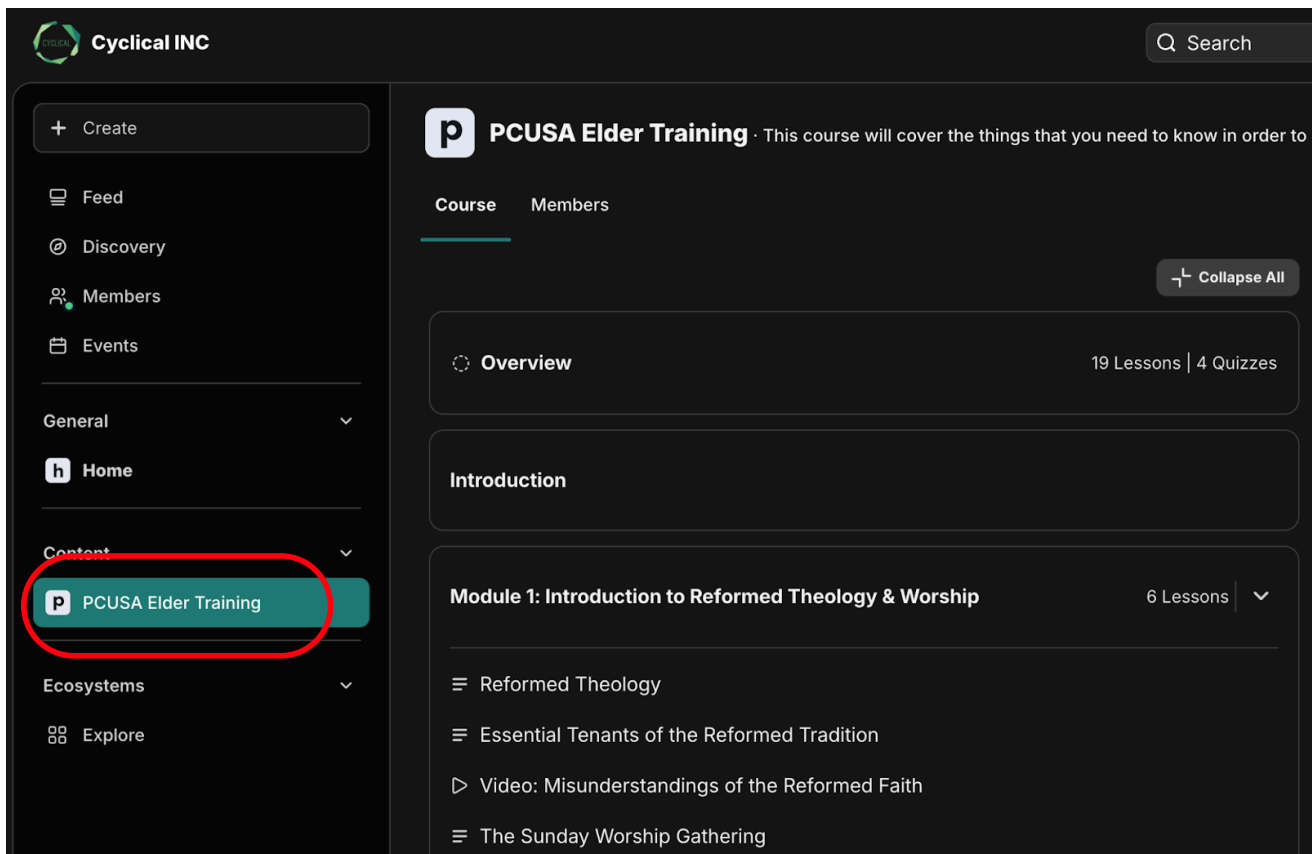 CYCLICAL
Cyclical INC
Search
Create
Feed
Discovery
Members
Events
General
h Home
Content
p PCUSA Elder Training
Ecosystems
Explore
p PCUSA Elder Training · This course will cover the things that you need to know in order to
Course Members
Collapse All
Overview 19 Lessons | 4 Quizzes
Introduction
Module 1: Introduction to Reformed Theology & Worship 6 Lessons
Reformed Theology
Essential Tenants of the Reformed Tradition
Video: Misunderstandings of the Reformed Faith
The Sunday Worship Gathering